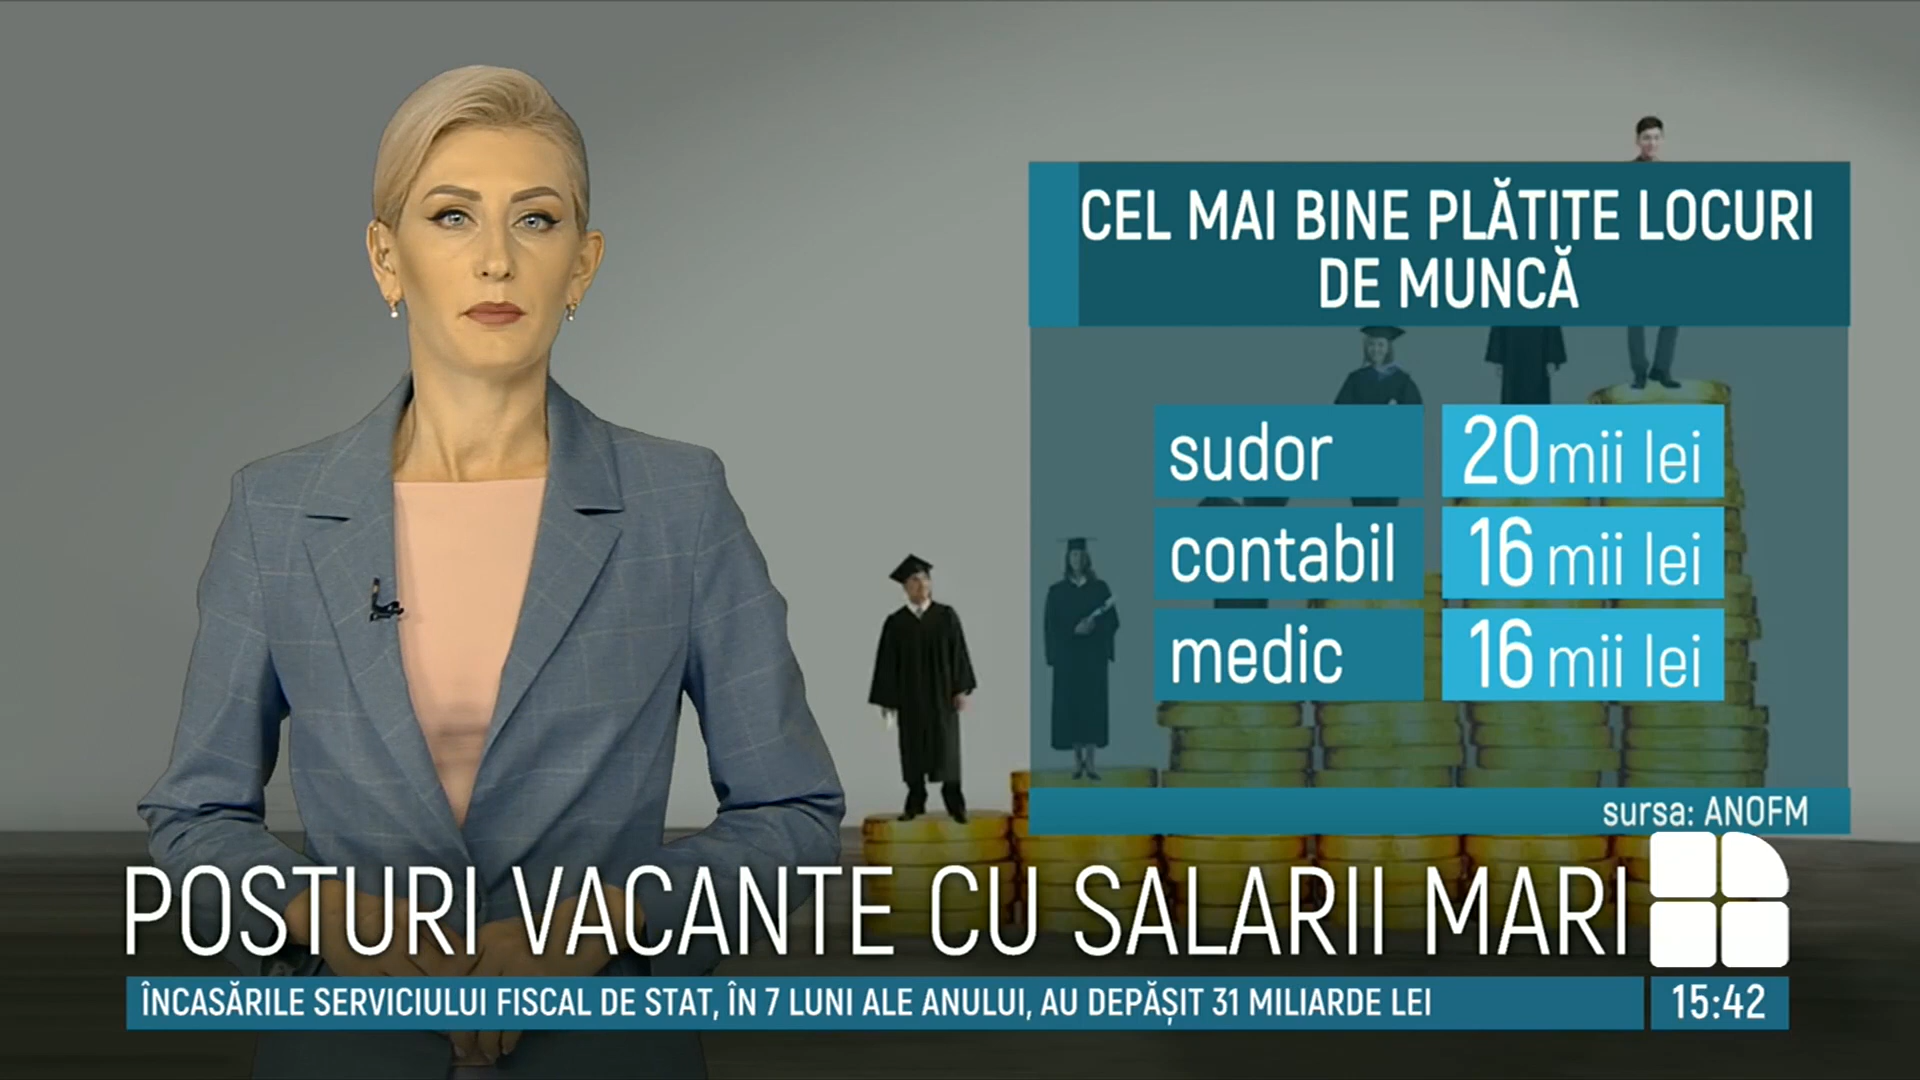 CEL MAI BINE PLĂTITE LOCURI
DE MUNCĂ
sudor 20 mii lei
contabil 16 mii lei
medic 16 mii lei
sursa: ANOFM
POSTURI VACANTE CU SALARII MARI
ÎNCASĂRILE SERVICIULUI FISCAL DE STAT, ÎN 7 LUNI ALE ANULUI, AU DEPĂȘIT 31 MILIARDE LEI
15:42